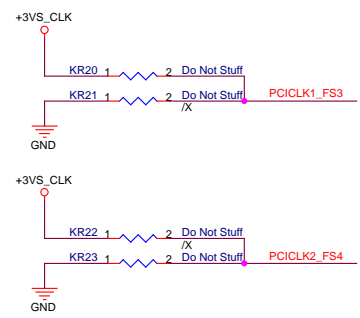 +3VS_CLK
KR20 1 2 Do Not Stuff
KR21 1 2 Do Not Stuff PCICLK1_FS3
/X
GND
+3VS_CLK
KR22 1 2 Do Not Stuff
/X
KR23 1 2 Do Not Stuff PCICLK2_FS4
GND